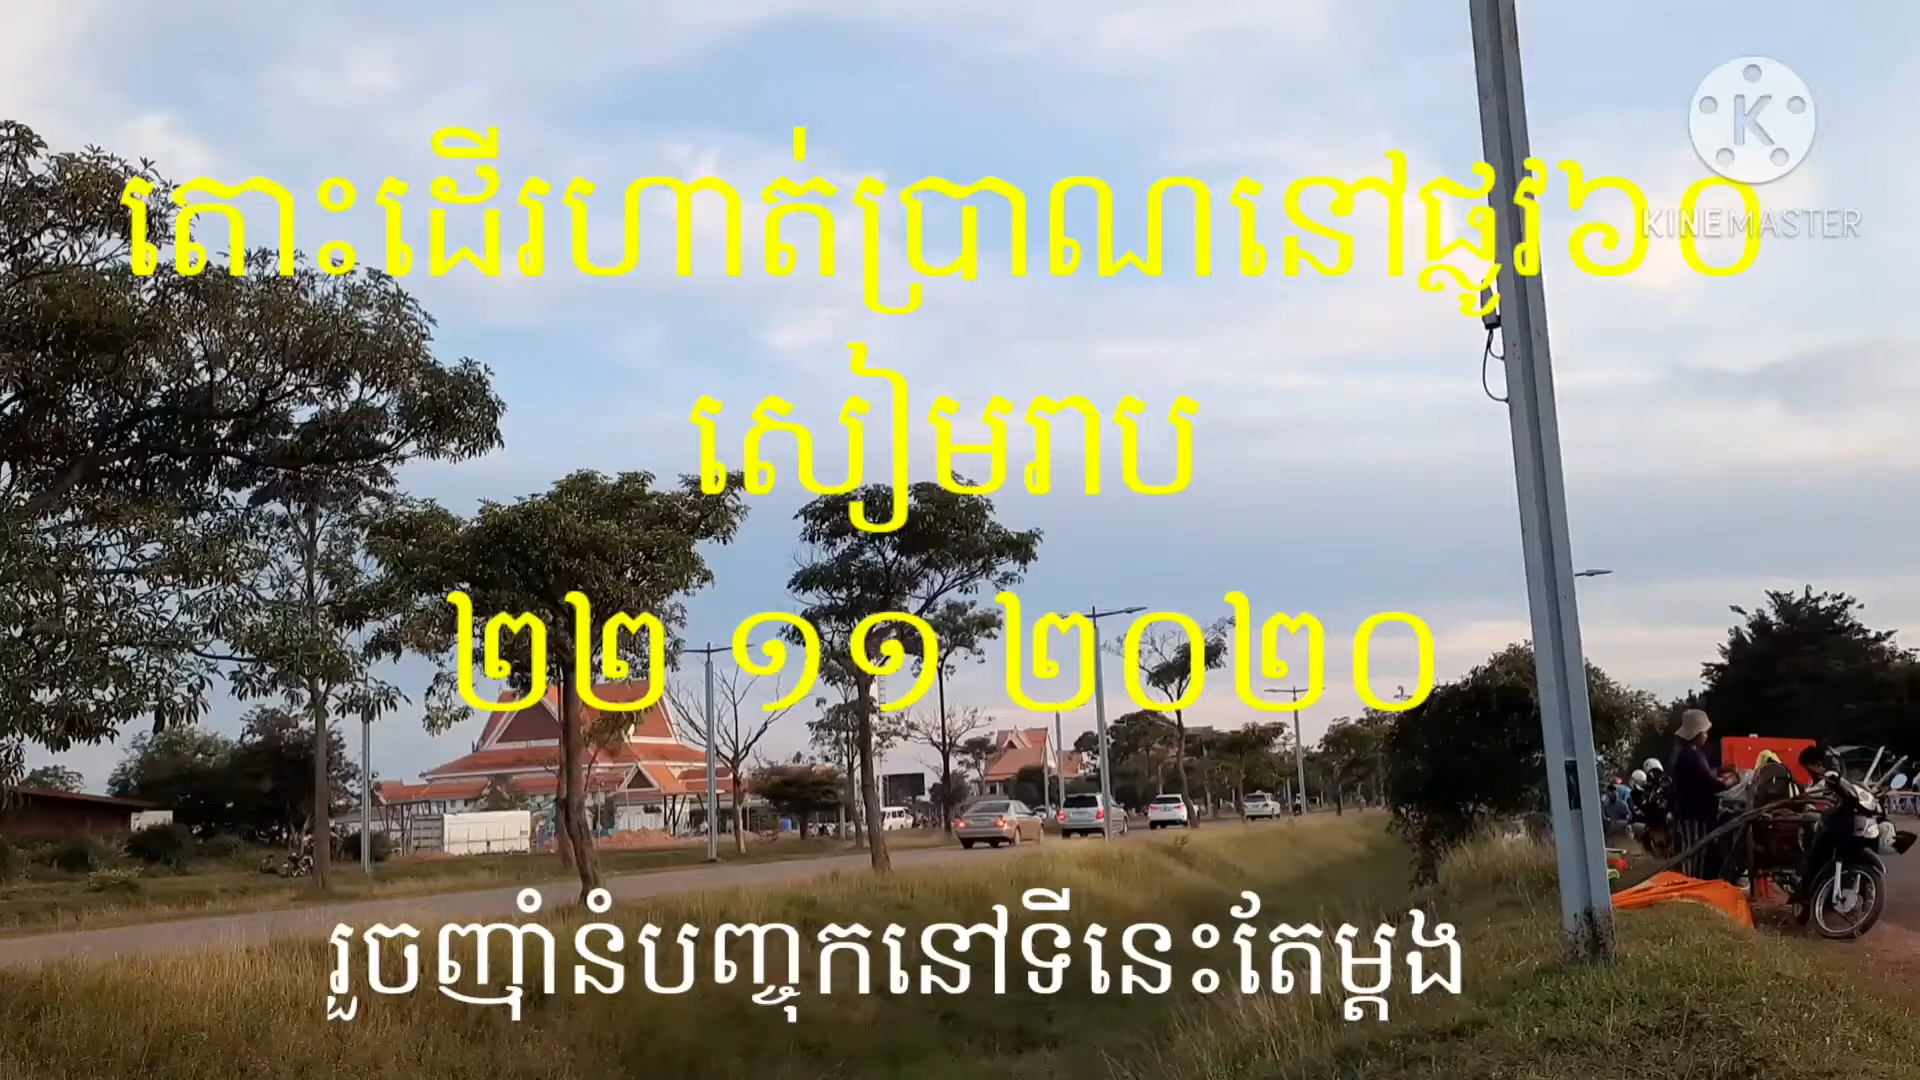 K
KINEMASTER
តោះដើរហាត់ប្រាណនៅផ្លូវ៦០
សៀមរាប
២២ ១១ ២០២០
រួចញ៉ាំនំបញ្ចុកនៅទីនេះតែម្ដង